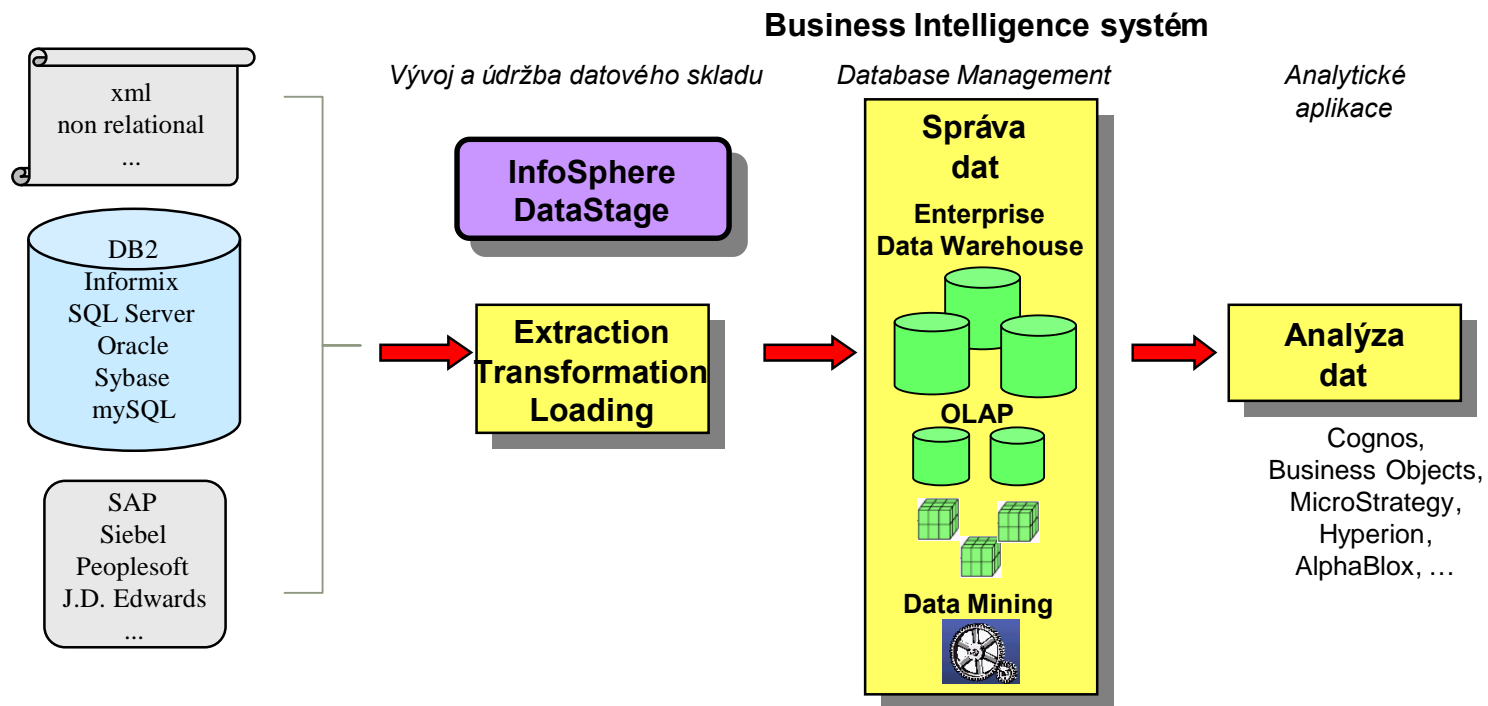 Business Intelligence systém
Vývoj a údržba datového skladu
Database Management
Analytické
aplikace
xml
non relational
...
DB2
Informix
SQL Server
Oracle
Sybase
mySQL
SAP
Siebel
Peoplesoft
J.D. Edwards
...
InfoSphere
DataStage
Extraction
Transformation
Loading
Správa
dat
Enterprise
Data Warehouse
OLAP
Data Mining
Analýza
dat
Cognos,
Business Objects,
MicroStrategy,
Hyperion,
AlphaBlox, …